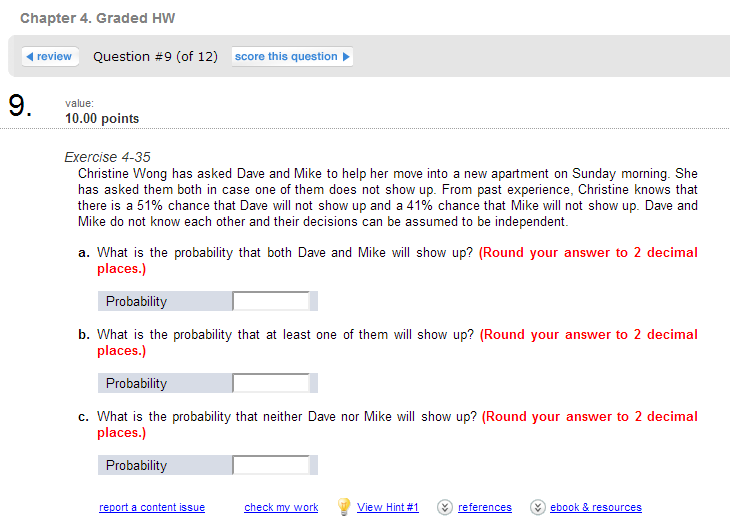 Chapter 4. Graded HW
review Question #9 (of 12) score this question
9. value:
10.00 points
Exercise 4-35
Christine Wong has asked Dave and Mike to help her move into a new apartment on Sunday morning. She
has asked them both in case one of them does not show up. From past experience, Christine knows that
there is a 51% chance that Dave will not show up and a 41% chance that Mike will not show up. Dave and
Mike do not know each other and their decisions can be assumed to be independent.
a. What is the probability that both Dave and Mike will show up? (Round your answer to 2 decimal
places.)
Probability
b. What is the probability that at least one of them will show up? (Round your answer to 2 decimal
places.)
Probability
c. What is the probability that neither Dave nor Mike will show up? (Round your answer to 2 decimal
places.)
Probability
report a content issue check my work View Hint #1 references ebook & resources